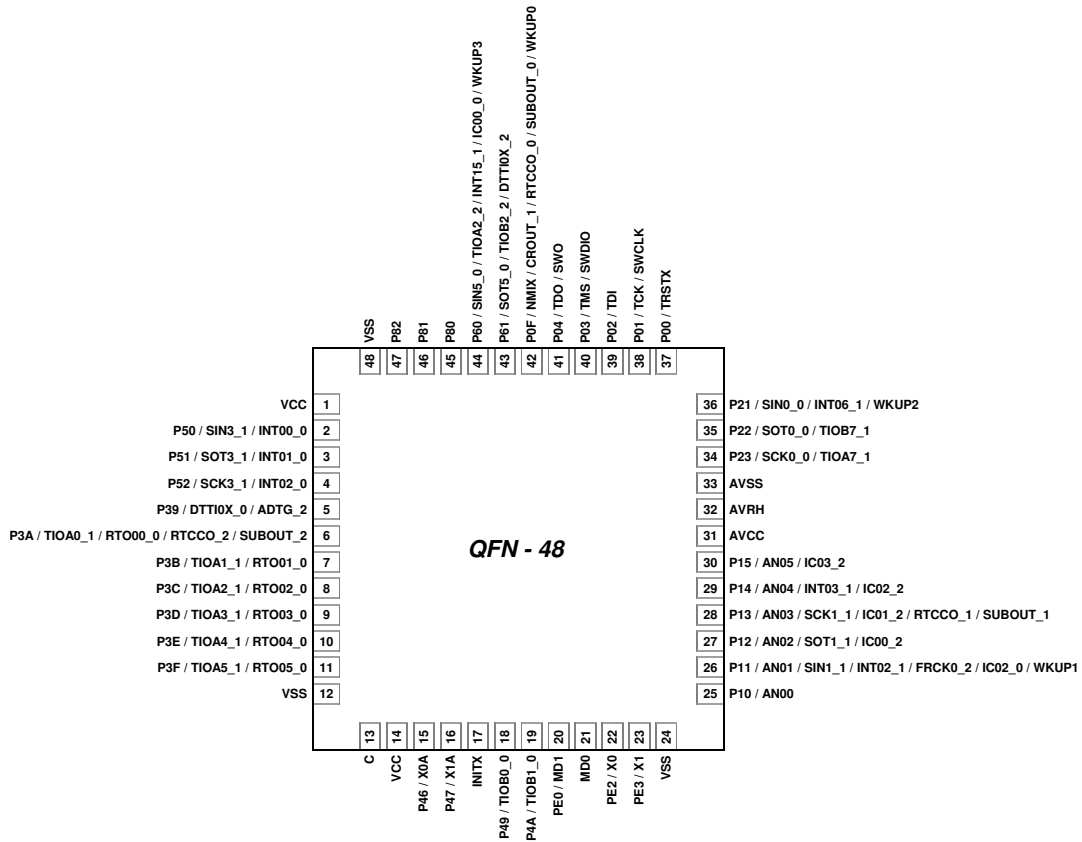 P60 / SIN5_0 / TIOA2_2 / INT15_1 / IC00_0 / WKUP3
P61 / SOT5_0 / TIOB2_2 / DTTI0X_2
P0F / NMIX / CROUT_1 / RTCCO_0 / SUBOUT_0 / WKUP0
P04 / TDO / SWO
P03 / TMS / SWDIO
P02 / TDI
P01 / TCK / SWCLK
P00 / TRSTX
VSS
P82
P81
P80
48
47
46
45
44
43
42
41
40
39
38
37
VCC 1
P50 / SIN3_1 / INT00_0 2
P51 / SOT3_1 / INT01_0 3
P52 / SCK3_1 / INT02_0 4
P39 / DTTI0X_0 / ADTG_2 5
P3A / TIOA0_1 / RTO00_0 / RTCCO_2 / SUBOUT_2 6
P3B / TIOA1_1 / RTO01_0 7
P3C / TIOA2_1 / RTO02_0 8
P3D / TIOA3_1 / RTO03_0 9
P3E / TIOA4_1 / RTO04_0 10
P3F / TIOA5_1 / RTO05_0 11
VSS 12
QFN - 48
36 P21 / SIN0_0 / INT06_1 / WKUP2
35 P22 / SOT0_0 / TIOB7_1
34 P23 / SCK0_0 / TIOA7_1
33 AVSS
32 AVRH
31 AVCC
30 P15 / AN05 / IC03_2
29 P14 / AN04 / INT03_1 / IC02_2
28 P13 / AN03 / SCK1_1 / IC01_2 / RTCCO_1 / SUBOUT_1
27 P12 / AN02 / SOT1_1 / IC00_2
26 P11 / AN01 / SIN1_1 / INT02_1 / FRCK0_2 / IC02_0 / WKUP1
25 P10 / AN00
13
14
15
16
17
18
19
20
21
22
23
24
C
VCC
P46 / X0A
P47 / X1A
INITX
P49 / TIOB0_0
P4A / TIOB1_0
PE0 / MD1
MD0
PE2 / X0
PE3 / X1
VSS